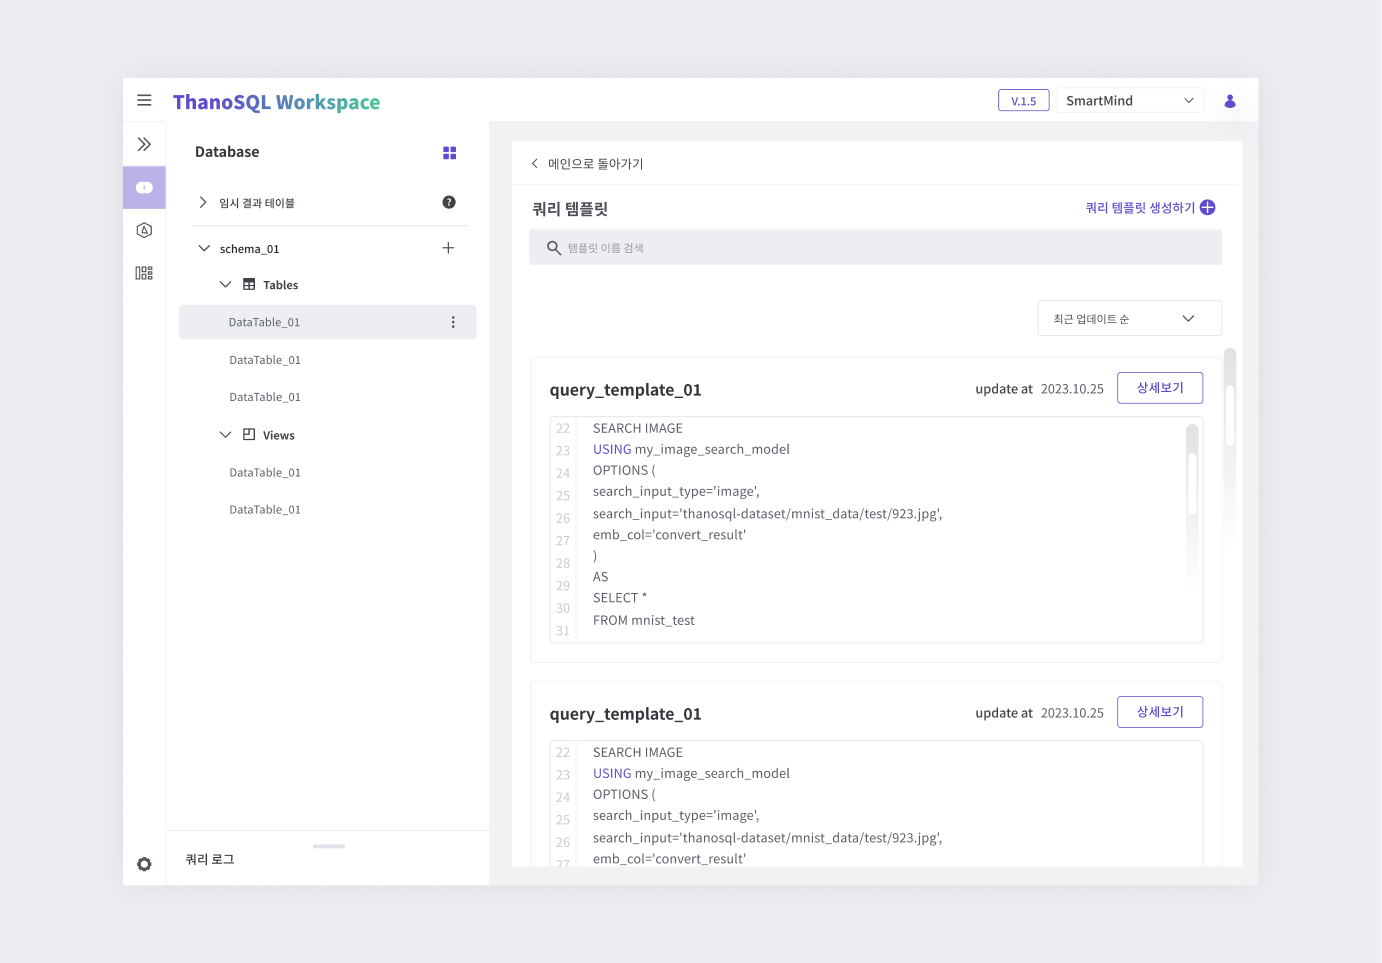 ThanoSQL Workspace
V.1.5
SmartMind
Database
임시 결과 테이블
?
schema_01
Tables
DataTable_01
DataTable_01
DataTable_01
Views
DataTable_01
DataTable_01
쿼리 로그
메인으로 돌아가기
쿼리 템플릿
쿼리 템플릿 생성하기
템플릿 이름 검색
최근 업데이트 순
query_template_01
update at 2023.10.25
상세보기
22 SEARCH IMAGE
23 USING my_image_search_model
24 OPTIONS (
25 search_input_type='image',
26 search_input='thanosql-dataset/mnist_data/test/923.jpg',
27 emb_col='convert_result'
28 )
29 AS
30 SELECT *
31 FROM mnist_test
query_template_01
update at 2023.10.25
상세보기
22 SEARCH IMAGE
23 USING my_image_search_model
24 OPTIONS (
25 search_input_type='image',
26 search_input='thanosql-dataset/mnist_data/test/923.jpg',
27 emb_col='convert_result'